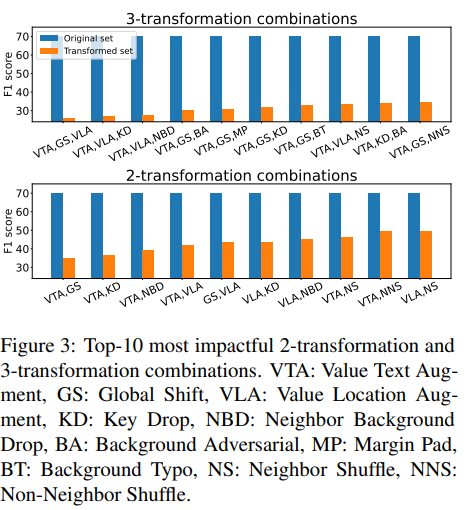 3-transformation combinations
F1 score
70
60
50
40
30
Original set
Transformed set
VTA,GS,VLA
VTA,VLA,KD
VTA,VLA,NBD
VTA,GS,BA
VTA,GS,MP
VTA,GS,KD
VTA,GS,BT
VTA,VLA,NS
VTA,KD,BA
VTA,GS,NNS
2-transformation combinations
F1 score
70
60
50
40
30
VTA,GS
VTA,KD
VTA,NBD
VTA,VLA
GS,VLA
VLA,KD
VLA,NBD
VTA,NS
VTA,NNS
VLA,NS
Figure 3: Top-10 most impactful 2-transformation and
3-transformation combinations. VTA: Value Text Aug-
ment, GS: Global Shift, VLA: Value Location Aug-
ment, KD: Key Drop, NBD: Neighbor Background
Drop, BA: Background Adversarial, MP: Margin Pad,
BT: Background Typo, NS: Neighbor Shuffle, NNS:
Non-Neighbor Shuffle.